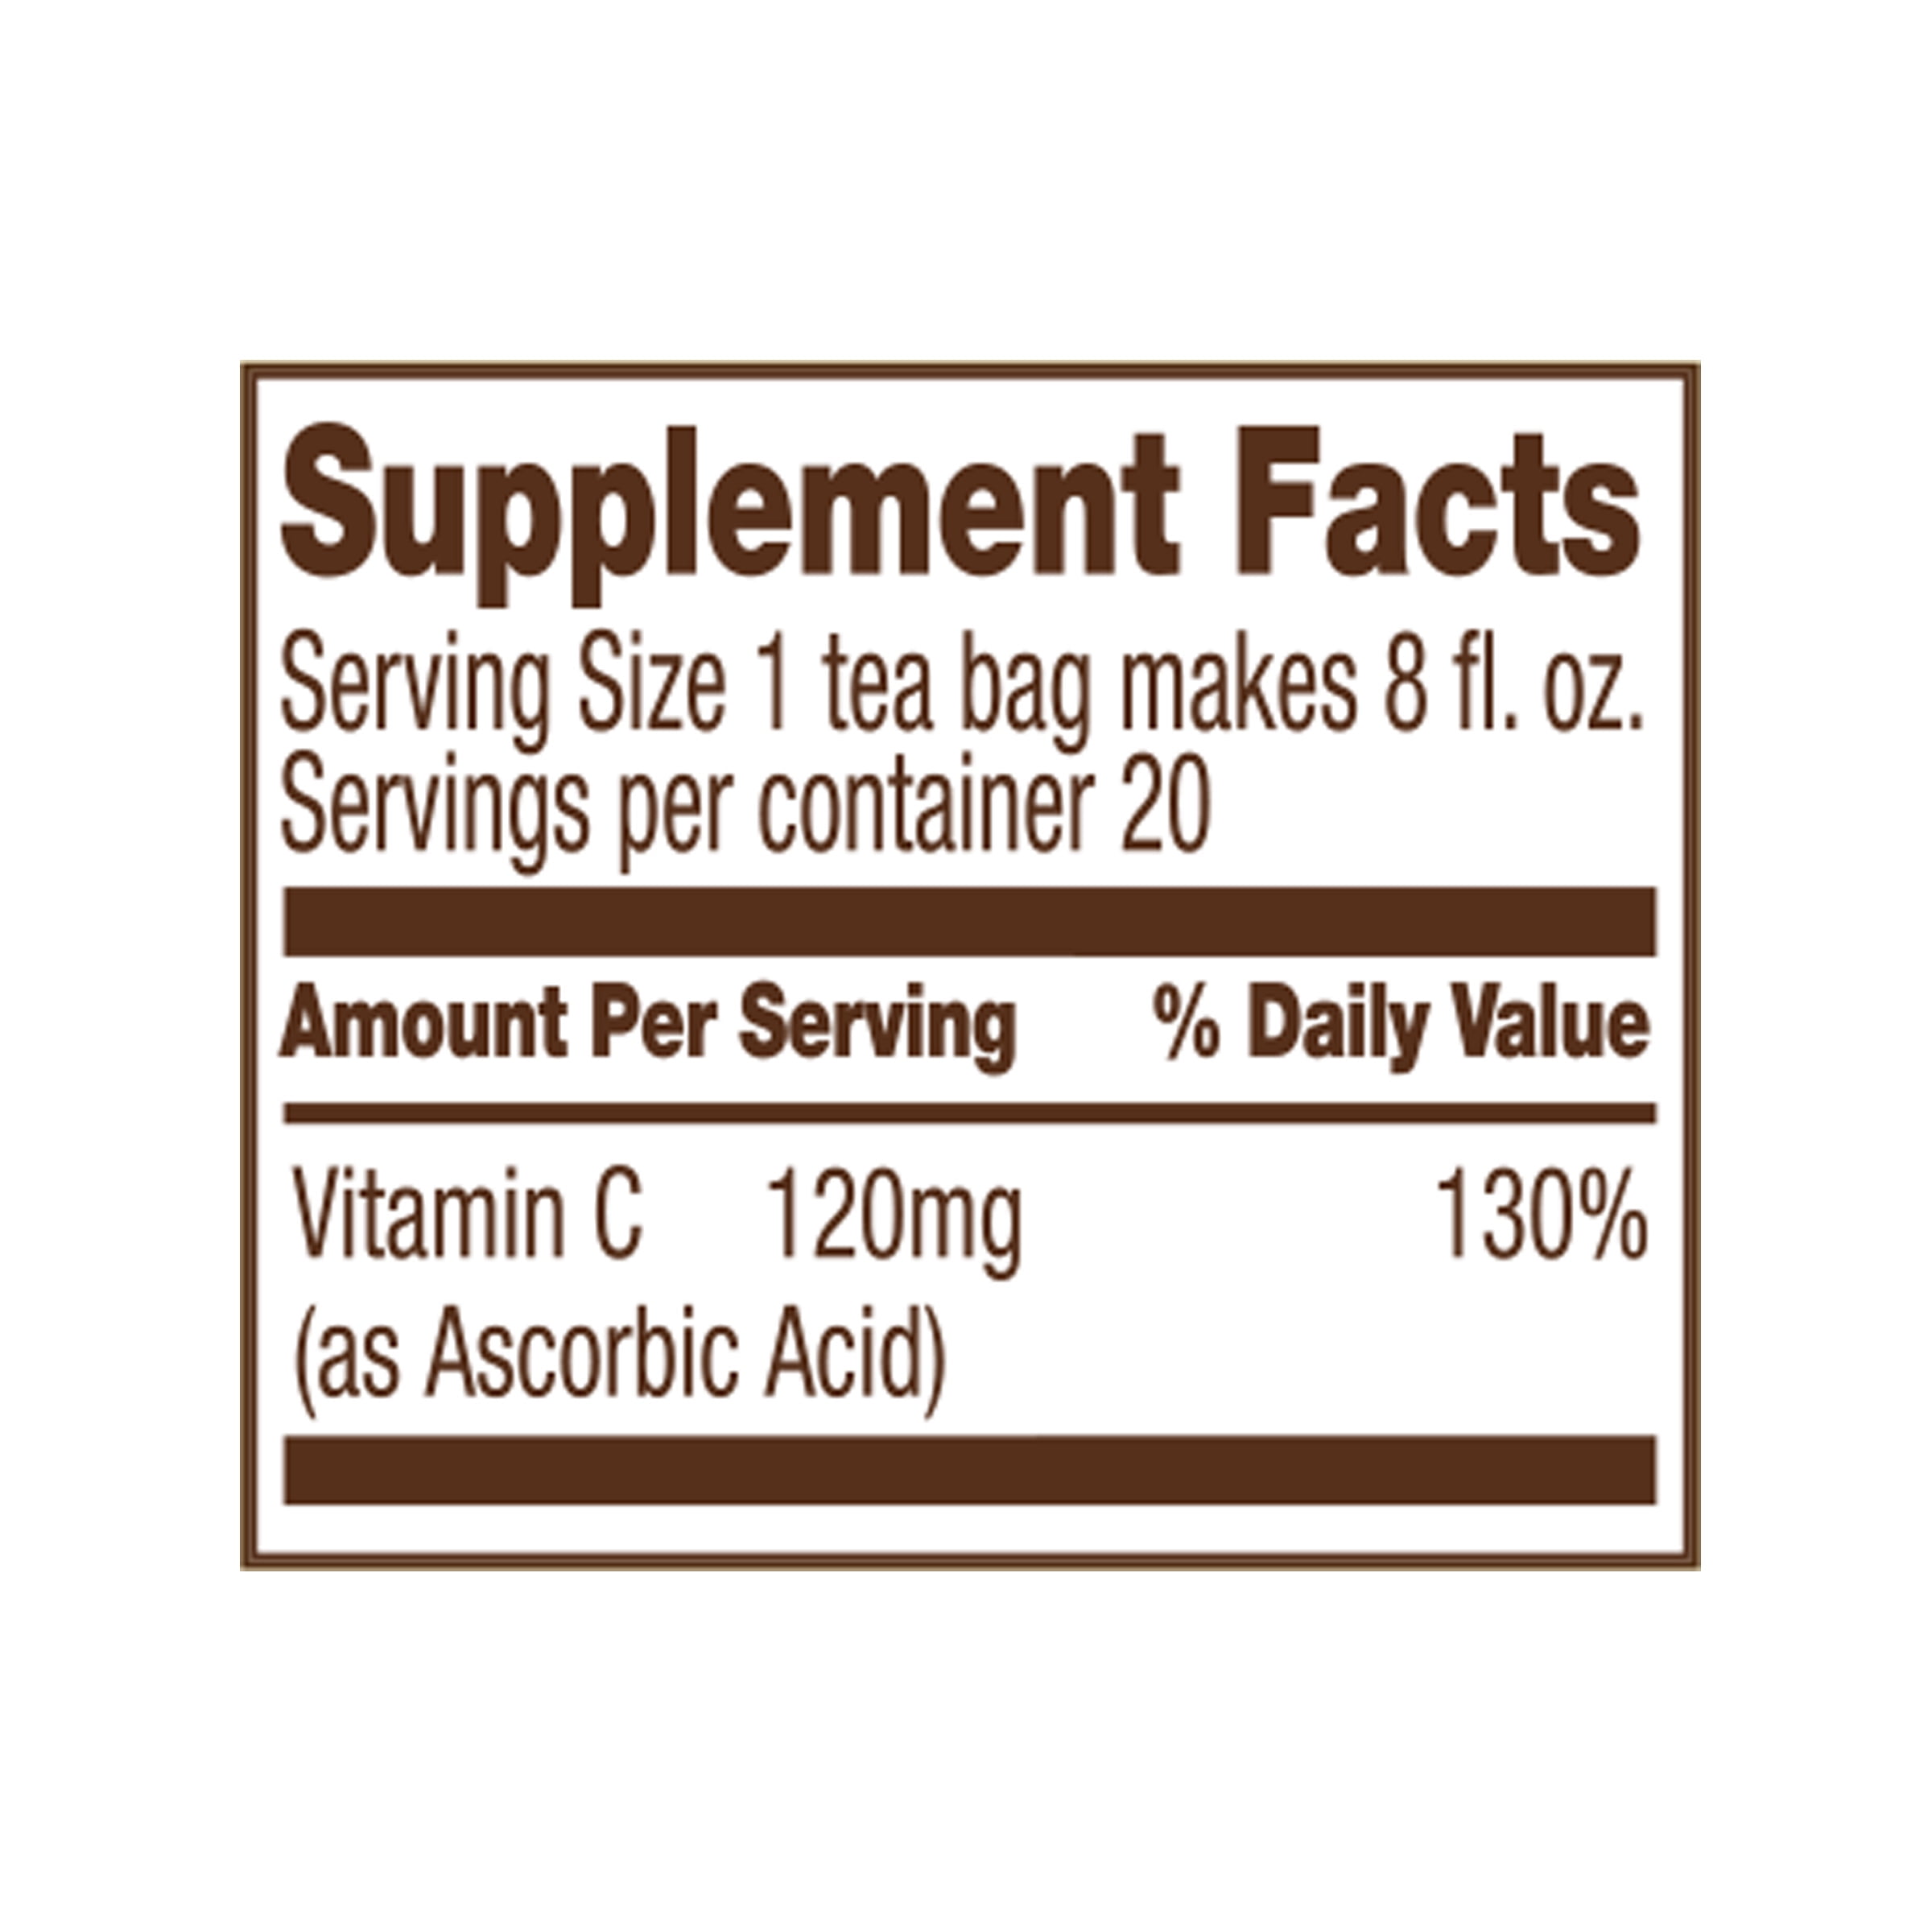 Supplement Facts
Serving Size 1 tea bag makes 8 fl. oz.
Servings per container 20
Amount Per Serving % Daily Value
Vitamin C 120mg 130%
(as Ascorbic Acid)